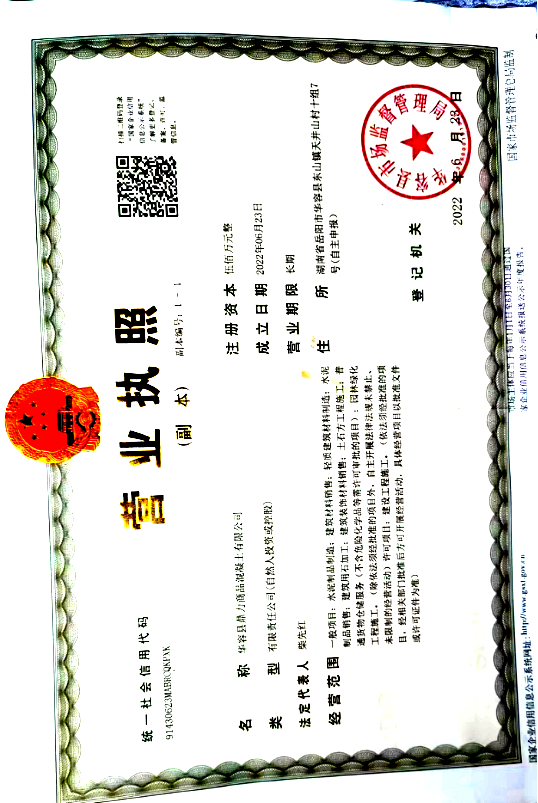 营业执照
(副 本)
副本编号: 1 - 1
统一社会信用代码
扫描二维码登录
“国家企业信用
信息公示系统”
了解更多登记、
备案、许可、监
管信息。
名 称 华容县鼎力商品混凝土有限公司
类 型 有限责任公司(自然人投资或控股)
法定代表人 柴先红
经营范围 一般项目：水泥制品制造；建筑材料销售；轻质建筑材料制造；水泥
制品销售；建筑用石加工；建筑装饰材料销售；土石方工程施工；普
通货物仓储服务（不含危险化学品等需许可审批的项目）；园林绿化
工程施工。（除依法须经批准的项目外，自主开展法律法规未禁止、
未限制的经营活动）许可项目：建设工程施工。（依法须经批准的项
目，经相关部门批准后方可开展经营活动，具体经营项目以批准文件
或许可证件为准）
注册资本 伍佰万元整
成立日期 2022年06月23日
营业期限 长期
住 所 湖南省岳阳市华容县东山镇天井山村十组7
号(自主申报)
登记机关
华容县市场监督管理局
2022 年 6 月 23 日
国家企业信用信息公示系统网址: http://www.gsxt.gov.cn
市场主体应当于每年1月1日至6月30日通过国
家企业信用信息公示系统报送公示年度报告。
国家市场监督管理总局监制